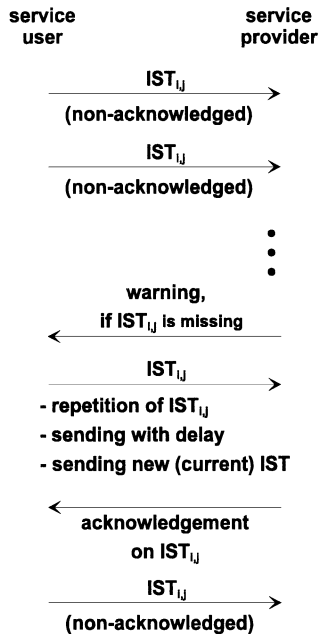 service service
user provider
IST i,j
(non-acknowledged)
IST i,j
(non-acknowledged)
warning,
if IST i,j is missing
IST i,j
- repetition of IST i,j
- sending with delay
- sending new (current) IST
acknowledgement
on IST i,j
IST i,j
(non-acknowledged)